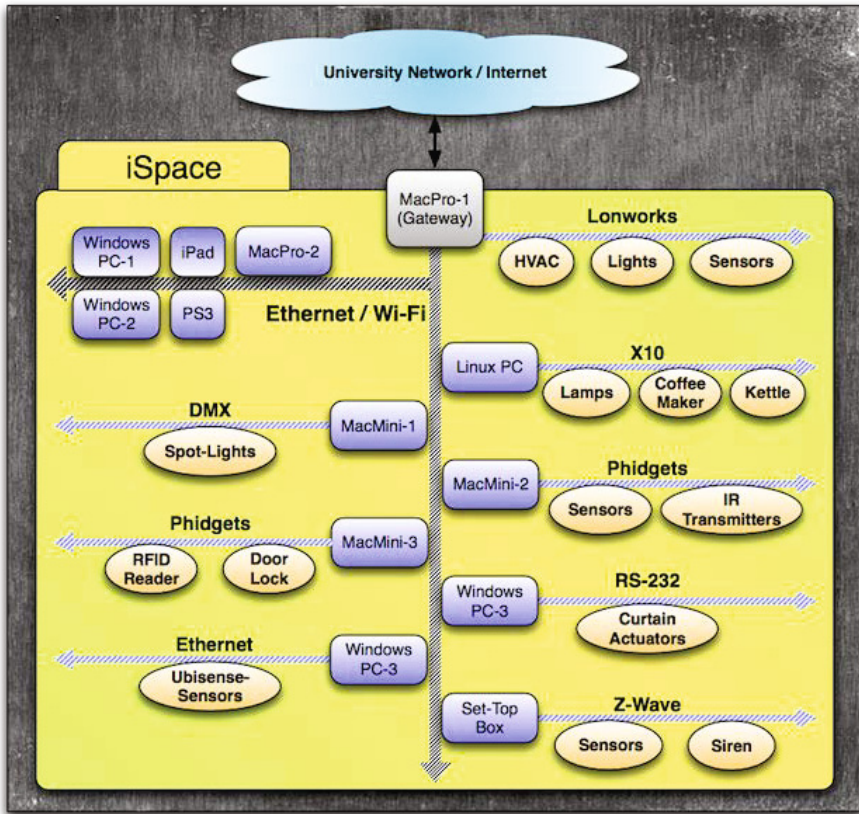 University Network / Internet
iSpace
MacPro-1
(Gateway)
Lonworks
HVAC
Lights
Sensors
Windows
PC-1
iPad
MacPro-2
Windows
PC-2
PS3
Ethernet / Wi-Fi
Linux PC
X10
Lamps
Coffee
Maker
Kettle
DMX
MacMini-1
Spot-Lights
MacMini-2
Phidgets
Sensors
IR
Transmitters
Phidgets
MacMini-3
RFID
Reader
Door
Lock
Windows
PC-3
RS-232
Curtain
Actuators
Ethernet
Windows
PC-3
Ubisense-
Sensors
Set-Top
Box
Z-Wave
Sensors
Siren